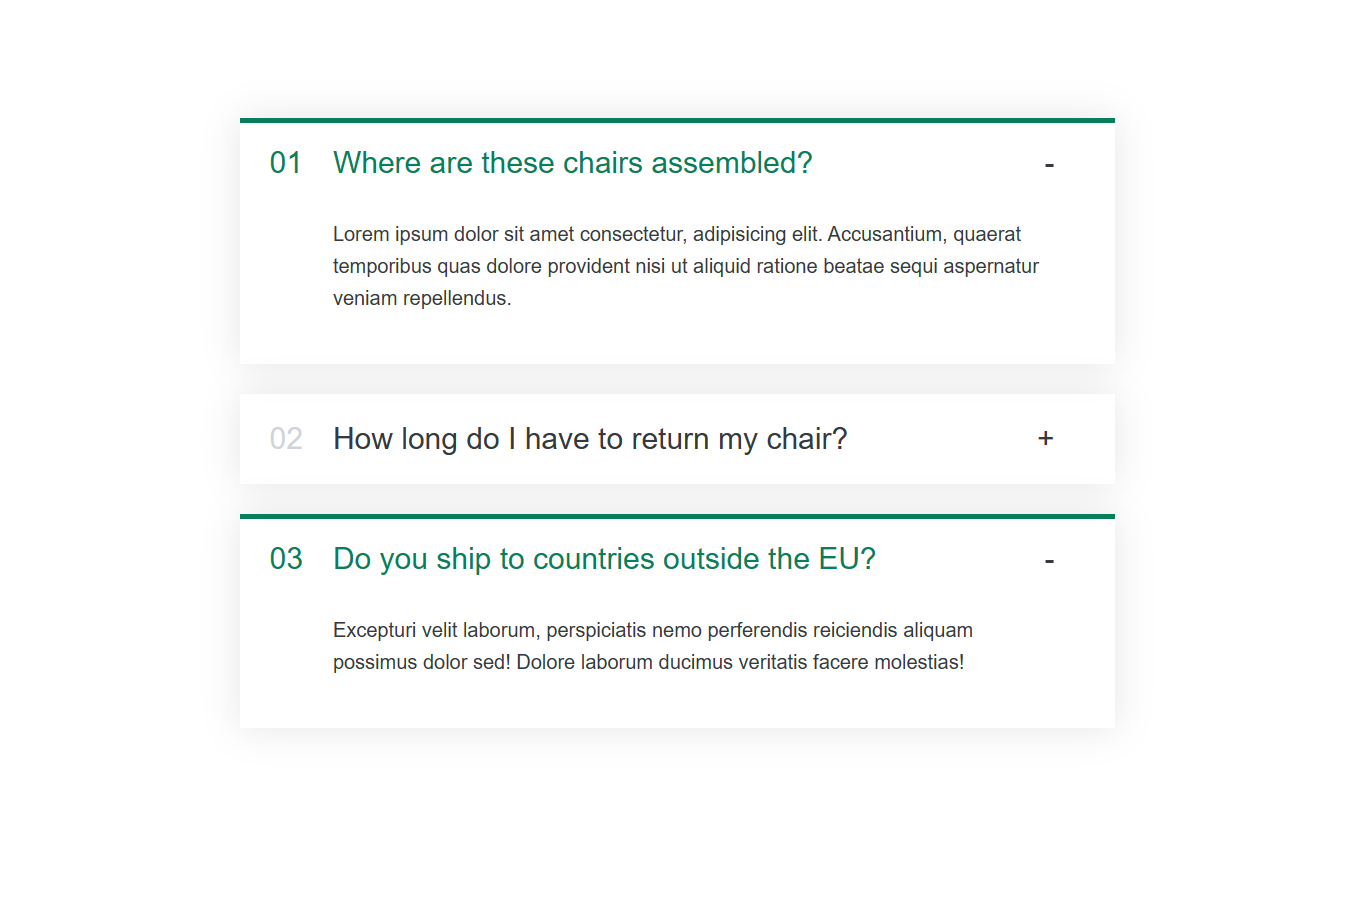 01 Where are these chairs assembled? -
Lorem ipsum dolor sit amet consectetur, adipisicing elit. Accusantium, quaerat
temporibus quas dolore provident nisi ut aliquid ratione beatae sequi aspernatur
veniam repellendus.
02 How long do I have to return my chair? +
03 Do you ship to countries outside the EU? -
Excepturi velit laborum, perspiciatis nemo perferendis reiciendis aliquam
possimus dolor sed! Dolore laborum ducimus veritatis facere molestias!